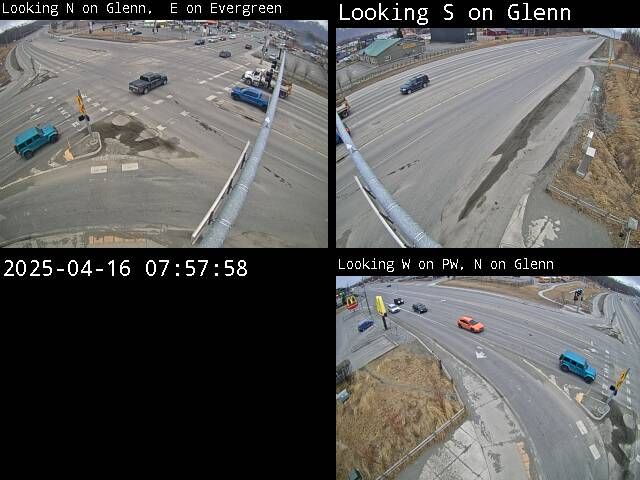 Looking N on Glenn, E on Evergreen
Looking S on Glenn
2025-04-16 07:57:58
Looking W on PW, N on Glenn